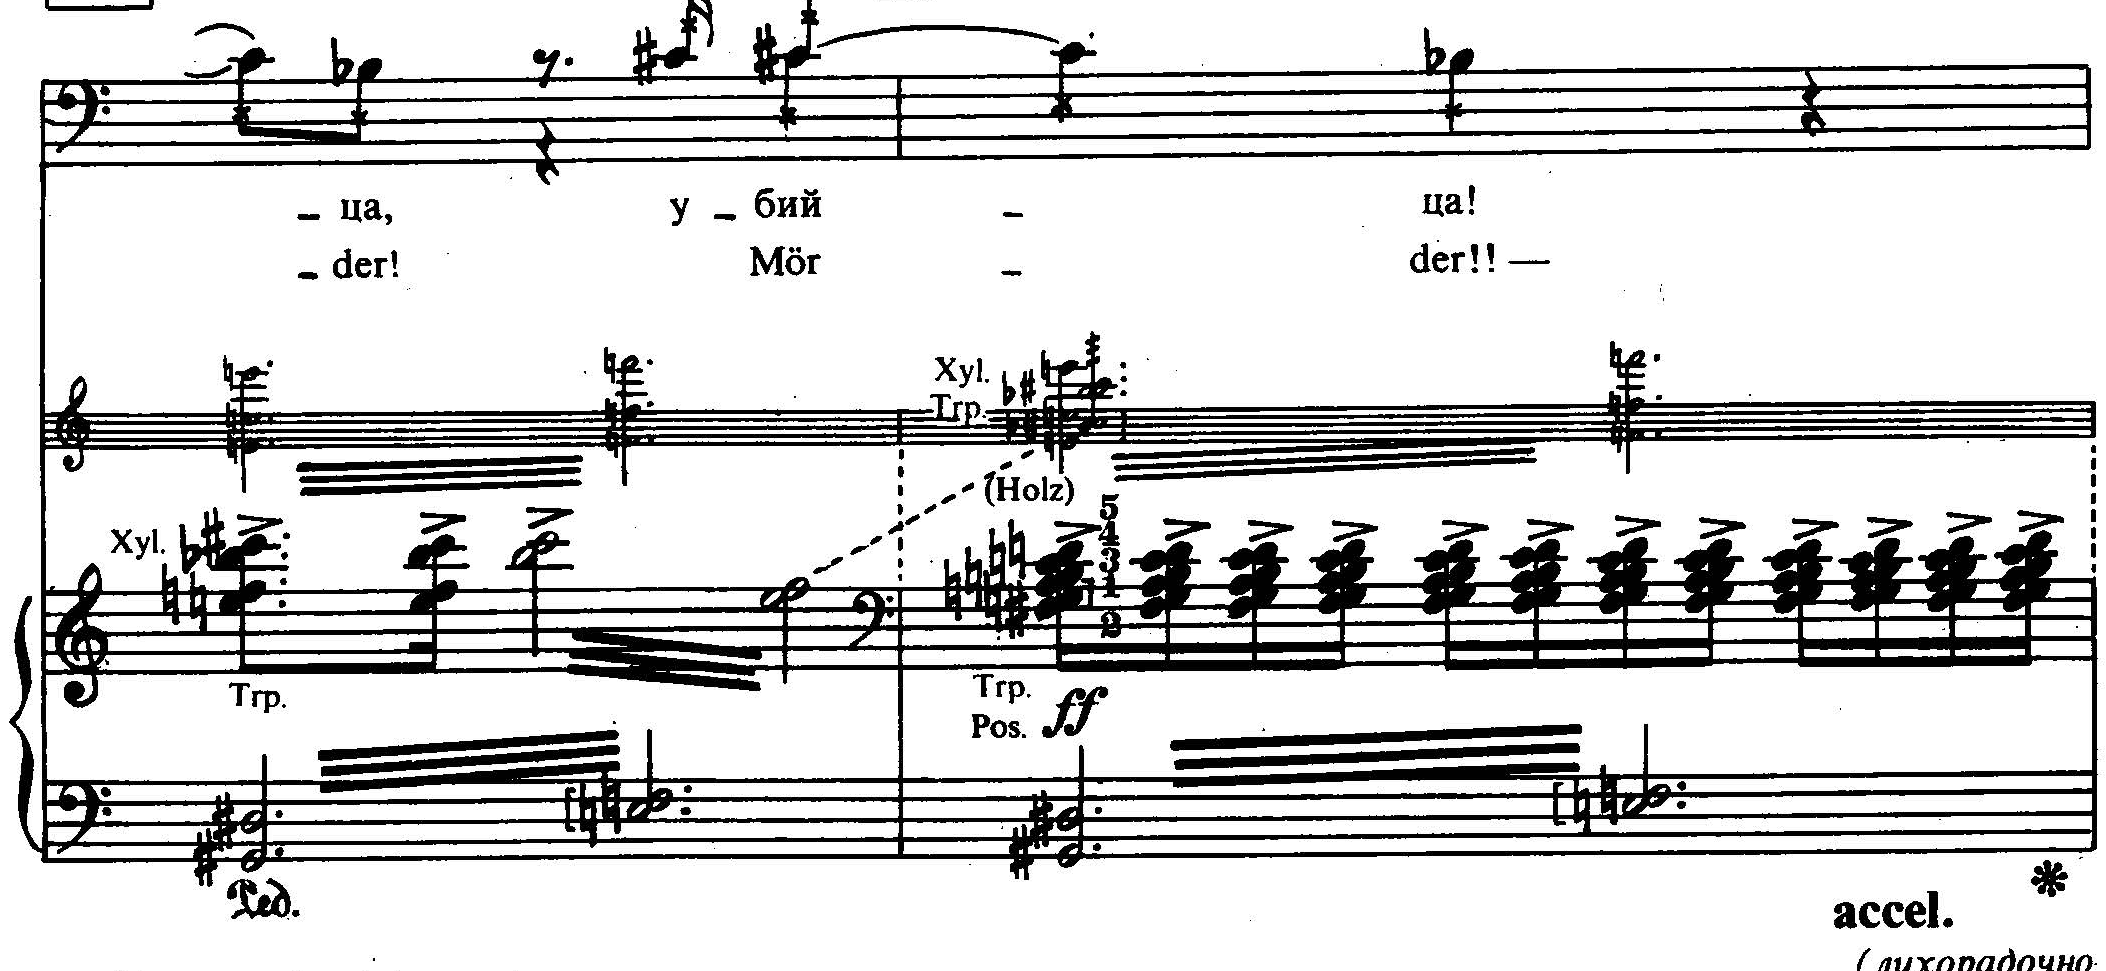 – ца, у – бий – ца!
– der! Mör – der!! —
Xyl.
Trp.
(Holz)
Xyl.
5
4
3
1
2
Trp.
Trp.
Pos. ff
Ped.
accel.
(лихорадочно